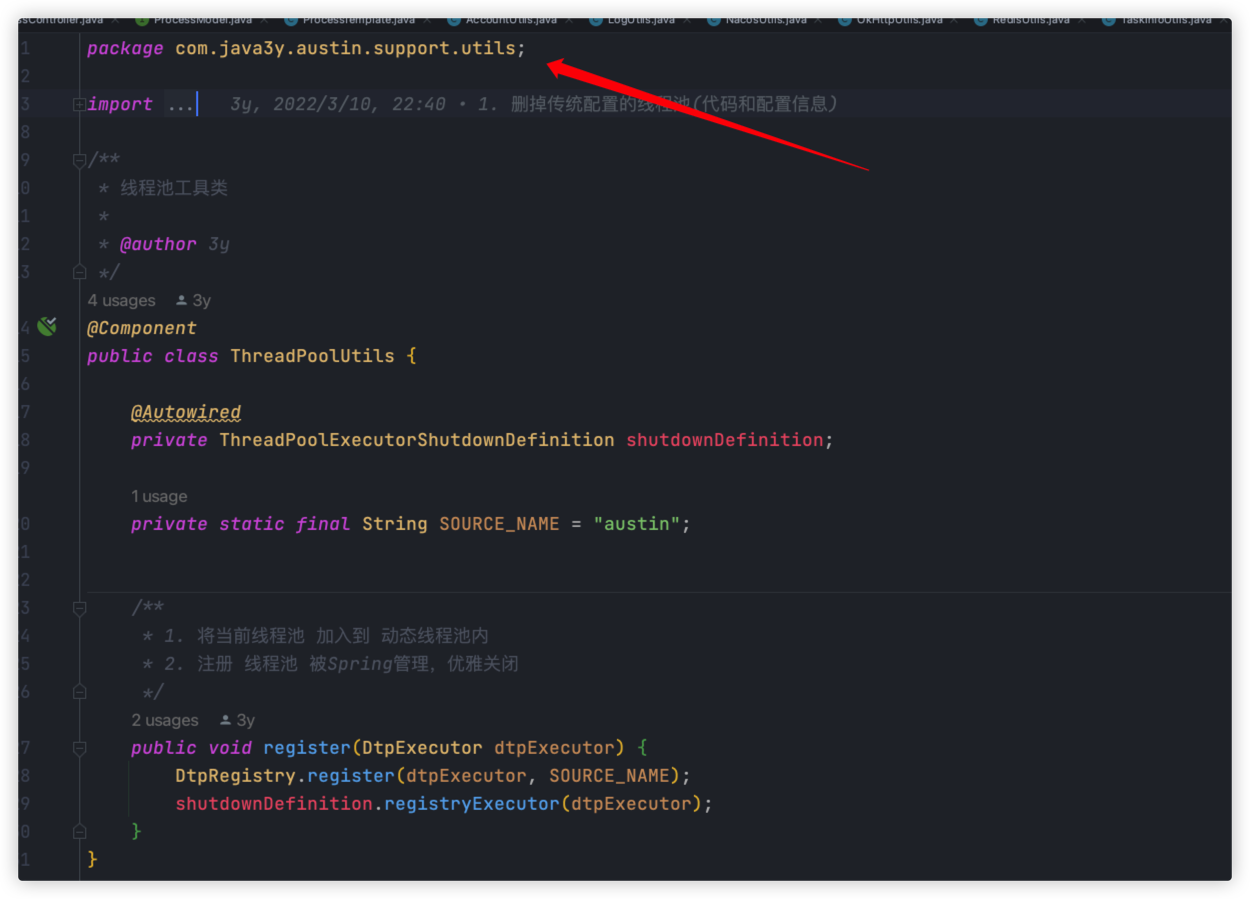 ssController.java ProcessModel.java ProcessTemplate.java AccountUtils.java LogUtils.java NacosUtils.java OkHttpUtils.java RedisUtils.java TaskInfoUtils.java
1 package com.java3y.austin.support.utils;
2
3 import ... 3y, 2022/3/10, 22:40 • 1. 删掉传统配置的线程池(代码和配置信息)
8
9 /**
0 * 线程池工具类
1 *
2 * @author 3y
3 */
4 usages 3y
4 @Component
5 public class ThreadPoolUtils {
6
7 @Autowired
8 private ThreadPoolExecutorShutdownDefinition shutdownDefinition;
9
1 usage
0 private static final String SOURCE_NAME = "austin";
1
2
3 /**
4 * 1. 将当前线程池 加入到 动态线程池内
5 * 2. 注册 线程池 被Spring管理，优雅关闭
6 */
2 usages 3y
7 public void register(DtpExecutor dtpExecutor) {
8 DtpRegistry.register(dtpExecutor, SOURCE_NAME);
9 shutdownDefinition.registryExecutor(dtpExecutor);
0 }
1 }